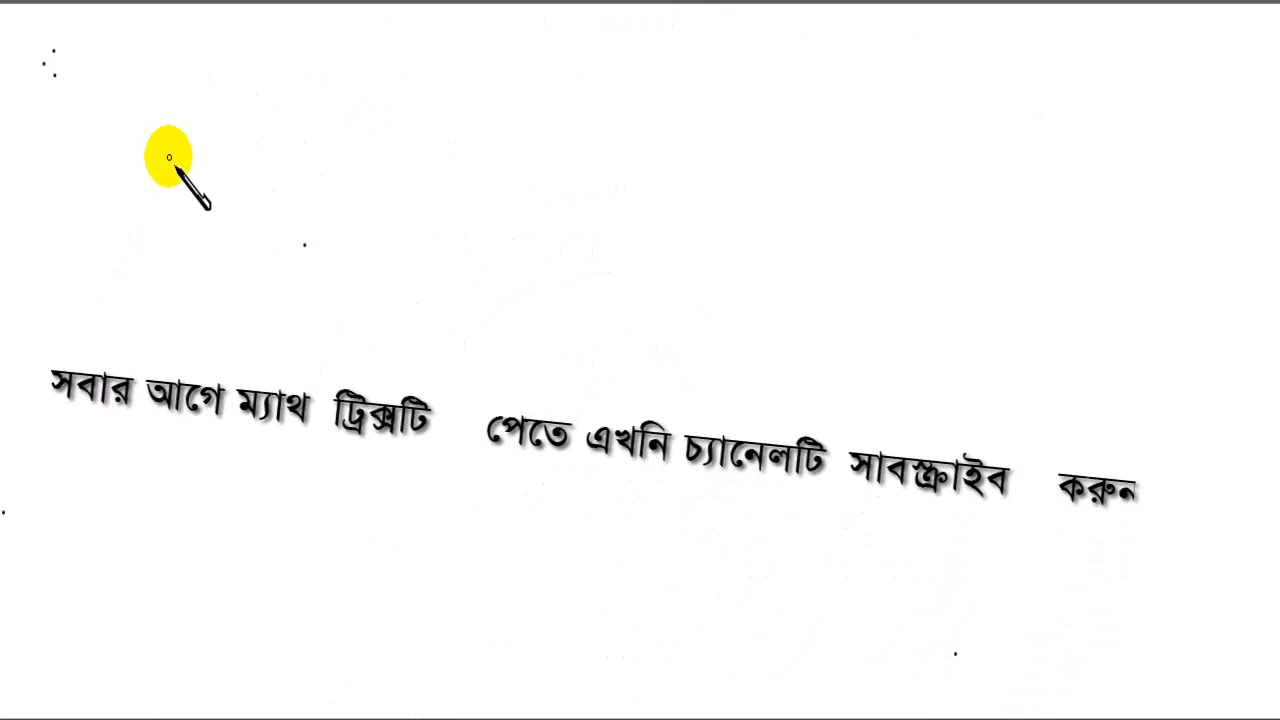 সবার আগে ম্যাথ ট্রিক্সটি পেতে এখনি চ্যানেলটি সাবস্ক্রাইব করুন